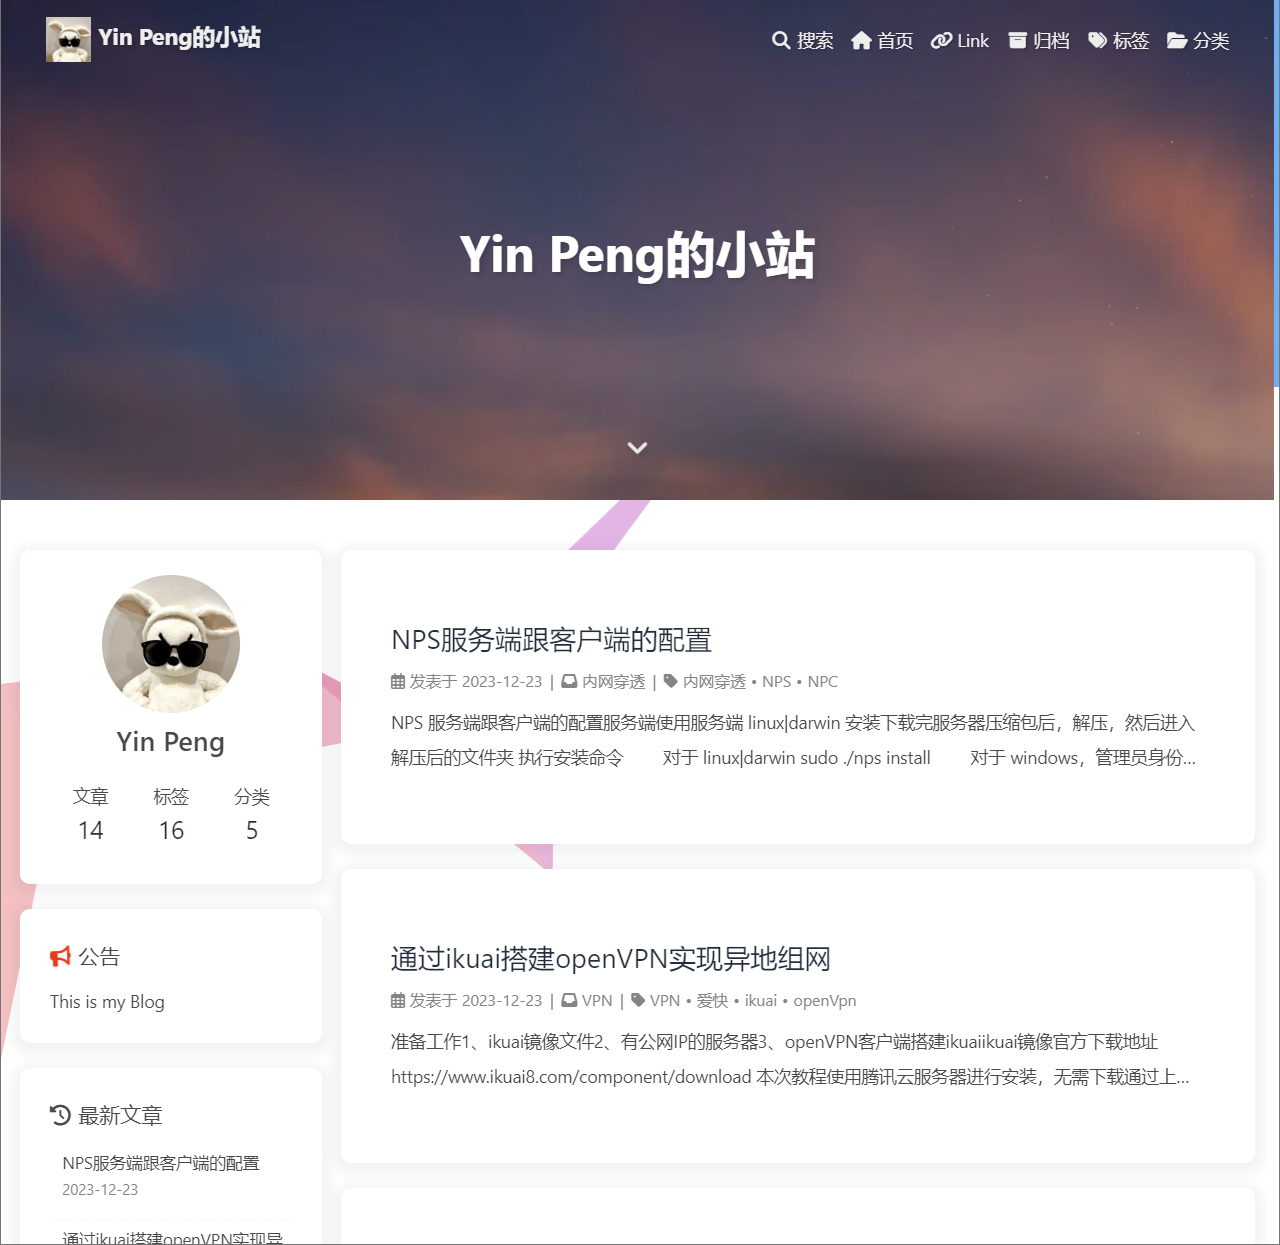 Yin Peng的小站
搜索 首页 Link 归档 标签 分类
Yin Peng的小站
Yin Peng
文章 标签 分类
14 16 5
公告
This is my Blog
最新文章
NPS服务端跟客户端的配置
2023-12-23
通过ikuai搭建openVPN实现异
NPS服务端跟客户端的配置
发表于 2023-12-23 | 内网穿透 | 内网穿透 • NPS • NPC
NPS 服务端跟客户端的配置服务端使用服务端 linux|darwin 安装下载完服务器压缩包后，解压，然后进入
解压后的文件夹 执行安装命令 对于 linux|darwin sudo ./nps install 对于 windows，管理员身份...
通过ikuai搭建openVPN实现异地组网
发表于 2023-12-23 | VPN | VPN • 爱快 • ikuai • openVpn
准备工作1、ikuai镜像文件2、有公网IP的服务器3、openVPN客户端搭建ikuaiikuai镜像官方下载地址
https://www.ikuai8.com/component/download 本次教程使用腾讯云服务器进行安装，无需下载通过上...